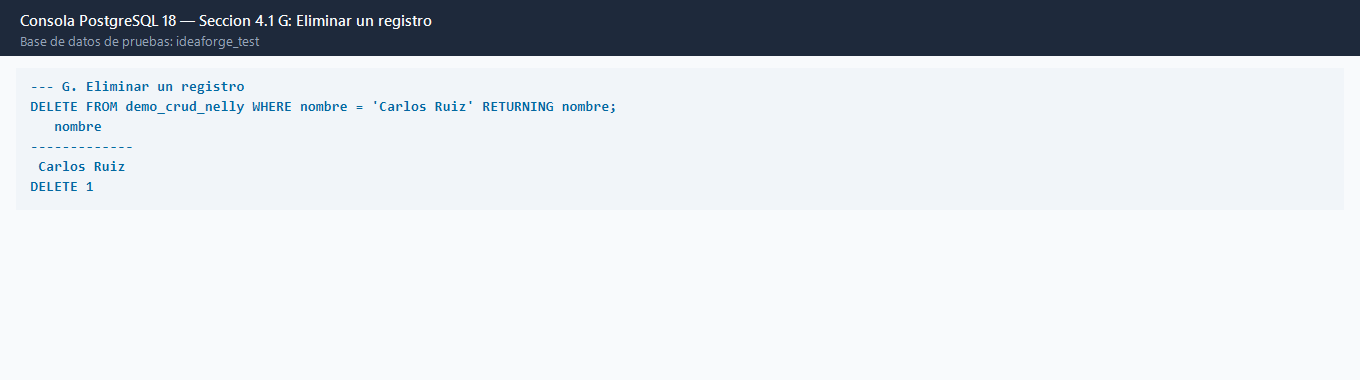 Consola PostgreSQL 18 — Seccion 4.1 G: Eliminar un registro
Base de datos de pruebas: ideaforge_test
--- G. Eliminar un registro
DELETE FROM demo_crud_nelly WHERE nombre = 'Carlos Ruiz' RETURNING nombre;
   nombre
-------------
 Carlos Ruiz
DELETE 1